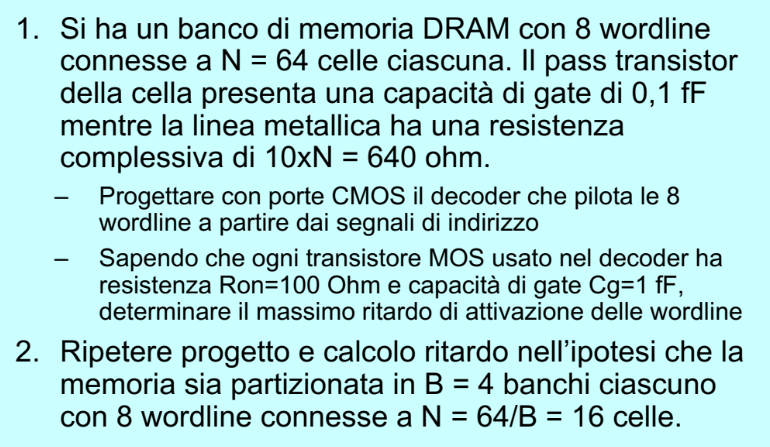 1. Si ha un banco di memoria DRAM con 8 wordline
connesse a N = 64 celle ciascuna. Il pass transistor
della cella presenta una capacità di gate di 0,1 fF
mentre la linea metallica ha una resistenza
complessiva di 10xN = 640 ohm.
– Progettare con porte CMOS il decoder che pilota le 8
wordline a partire dai segnali di indirizzo
– Sapendo che ogni transistore MOS usato nel decoder ha
resistenza Ron=100 Ohm e capacità di gate Cg=1 fF,
determinare il massimo ritardo di attivazione delle wordline
2. Ripetere progetto e calcolo ritardo nell'ipotesi che la
memoria sia partizionata in B = 4 banchi ciascuno
con 8 wordline connesse a N = 64/B = 16 celle.